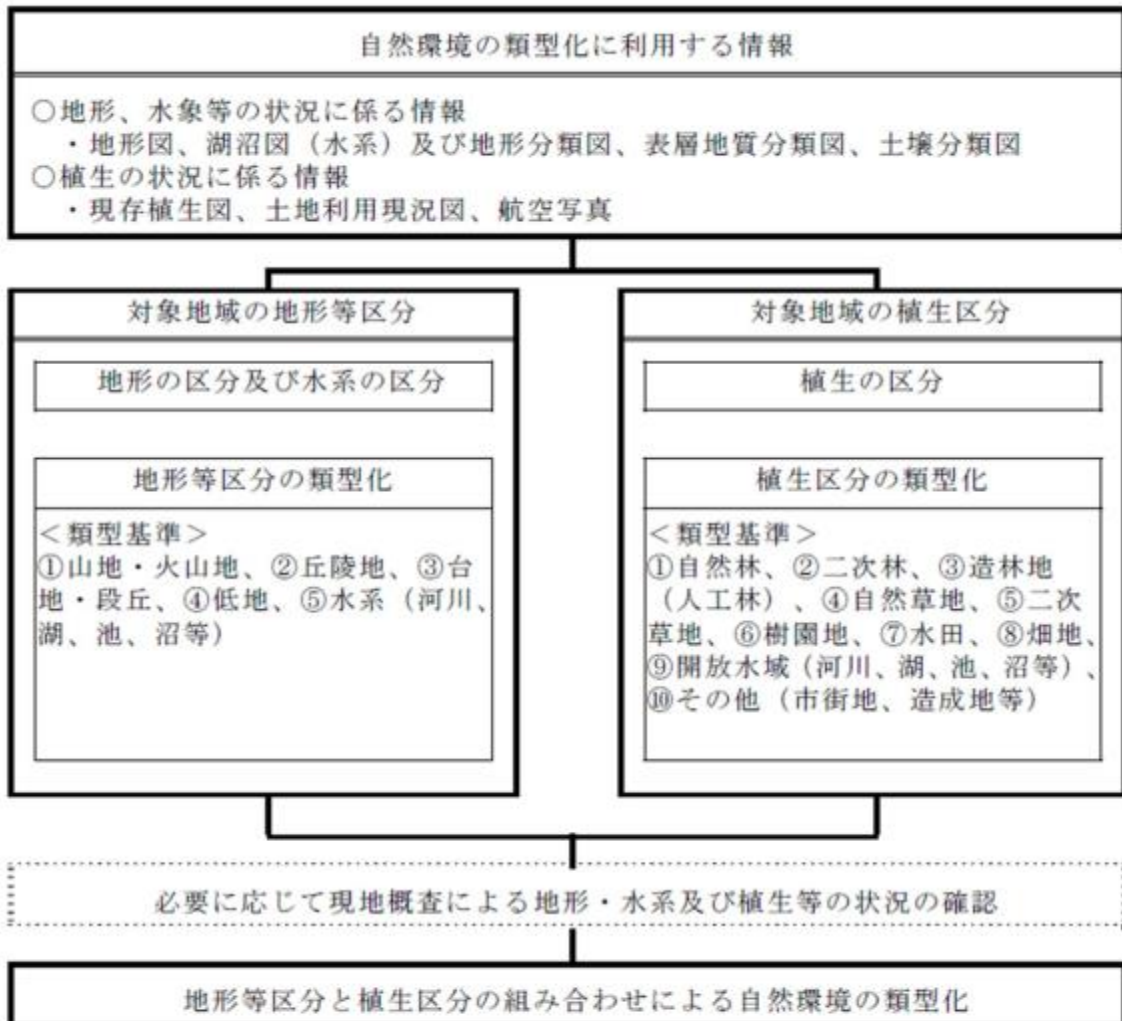 自然環境の類型化に利用する情報
○地形、水象等の状況に係る情報
・地形図、湖沼図（水系）及び地形分類図、表層地質分類図、土壌分類図
○植生の状況に係る情報
・現存植生図、土地利用現況図、航空写真
対象地域の地形等区分
地形の区分及び水系の区分
地形等区分の類型化
＜類型基準＞
①山地・火山地、②丘陵地、③台
地・段丘、④低地、⑤水系（河川、
湖、池、沼等）
対象地域の植生区分
植生の区分
植生区分の類型化
＜類型基準＞
①自然林、②二次林、③造林地
（人工林）、④自然草地、⑤二次
草地、⑥樹園地、⑦水田、⑧畑地、
⑨開放水域（河川、湖、池、沼等）、
⑩その他（市街地、造成地等）
必要に応じて現地概査による地形・水系及び植生等の状況の確認
地形等区分と植生区分の組み合わせによる自然環境の類型化